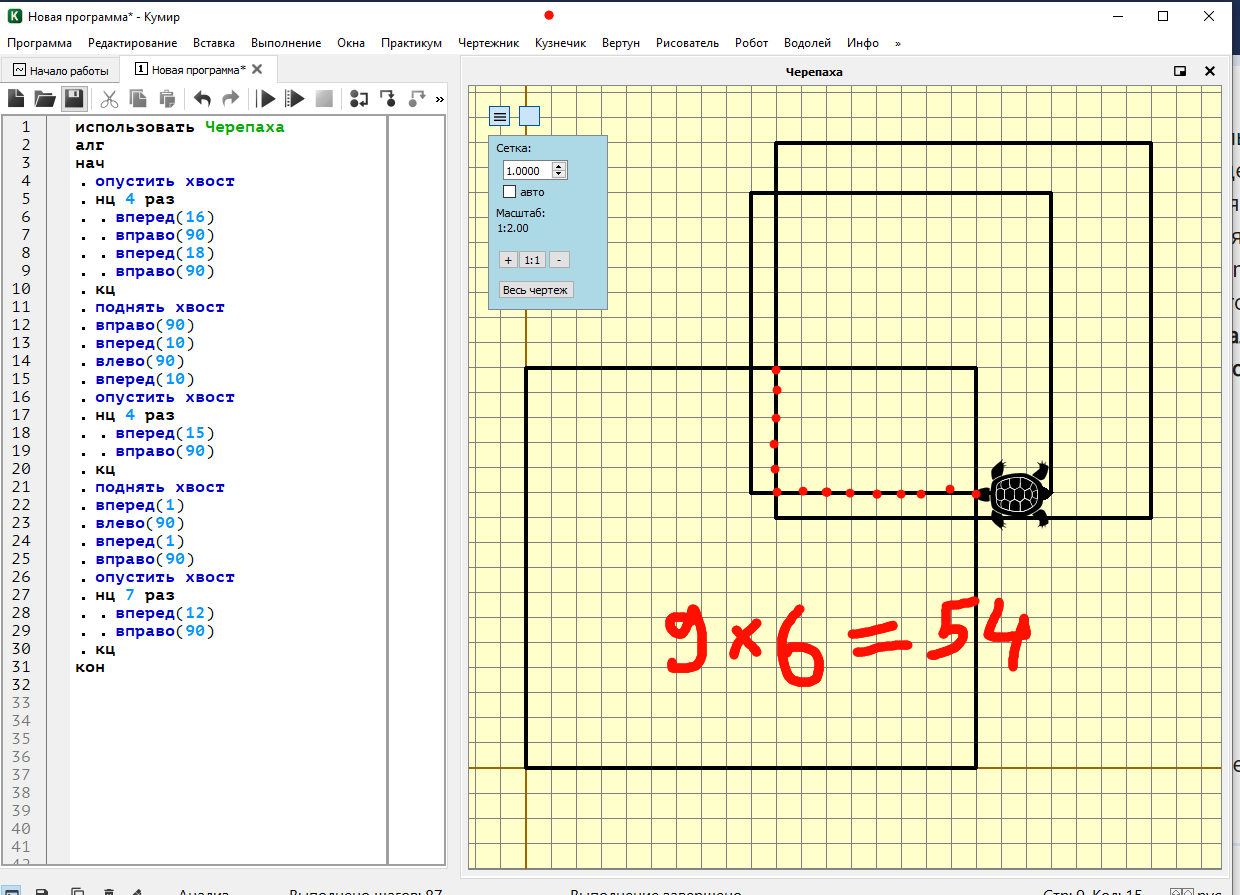 Новая программа* - Кумир
Программа Редактирование Вставка Выполнение Окна Практикум Чертежник Кузнечик Вертун Рисователь Робот Водолей Инфо »
Начало работы
1 Новая программа*
Черепаха
»
1 использовать Черепаха
2 алг
3 нач
4 . опустить хвост
5 . нц 4 раз
6 . . вперед(16)
7 . . вправо(90)
8 . . вперед(18)
9 . . вправо(90)
10 . кц
11 . поднять хвост
12 . вправо(90)
13 . вперед(10)
14 . влево(90)
15 . вперед(10)
16 . опустить хвост
17 . нц 4 раз
18 . . вперед(15)
19 . . вправо(90)
20 . кц
21 . поднять хвост
22 . вперед(1)
23 . влево(90)
24 . вперед(1)
25 . вправо(90)
26 . опустить хвост
27 . нц 7 раз
28 . . вперед(12)
29 . . вправо(90)
30 . кц
31 кон
32
33
34
35
36
37
38
39
40
41
Сетка:
1.0000
авто
Масштаб:
1:2.00
+ 1:1 -
Весь чертеж
9×6=54
Анализ Выполнено шагов: 87 Выполнение завершено Стр: 9, Кол: 15 рус